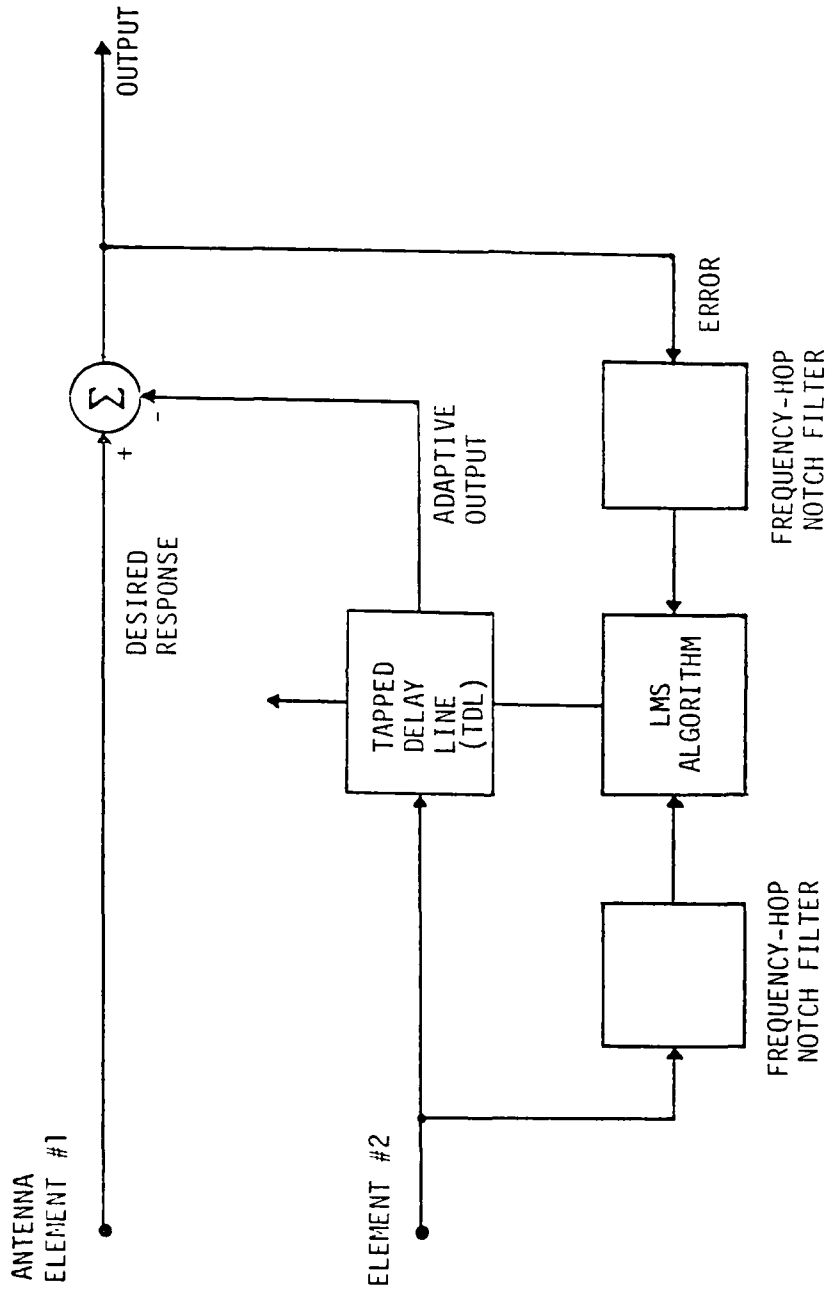 ANTENNA
ELEMENT #1
DESIRED
RESPONSE
+
Σ
-
OUTPUT
ELEMENT #2
TAPPED
DELAY
LINE
(TDL)
ADAPTIVE
OUTPUT
ERROR
LMS
ALGORITHM
FREQUENCY-HOP
NOTCH FILTER
FREQUENCY-HOP
NOTCH FILTER